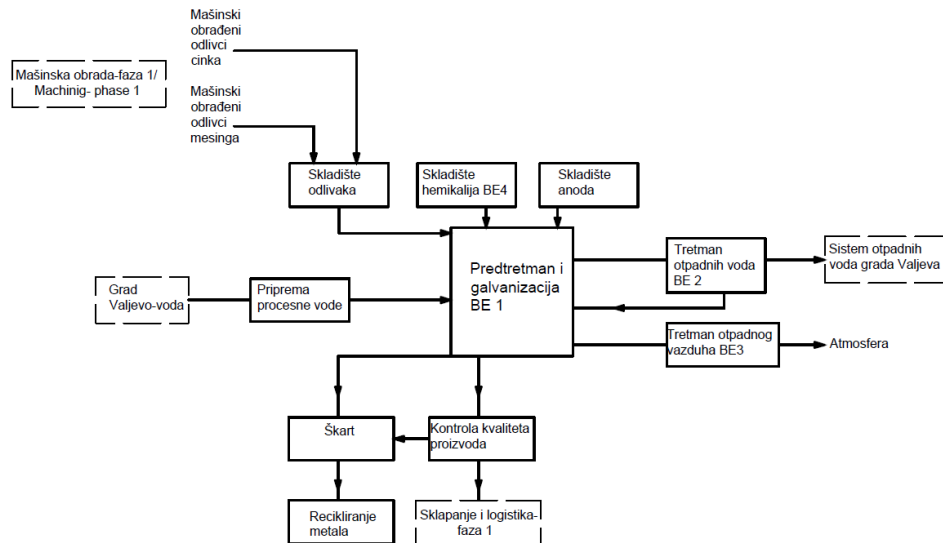 Mašinski
obrađeni
odlivci
cinka
Mašinska obrada-faza 1/
Machinig- phase 1
Mašinski
obrađeni
odlivci
mesinga
Skladište
odlivaka
Skladište
hemikalija BE4
Skladište
anoda
Predtretman i
galvanizacija
BE 1
Tretman
otpadnih voda
BE 2
Sistem otpadnih
voda grada Valjeva
Grad
Valjevo-voda
Priprema
procesne vode
Tretman otpadnog
vazduha BE3
Atmosfera
Škart
Kontrola kvaliteta
proizvoda
Recikliranje
metala
Sklapanje i logistika-
faza 1